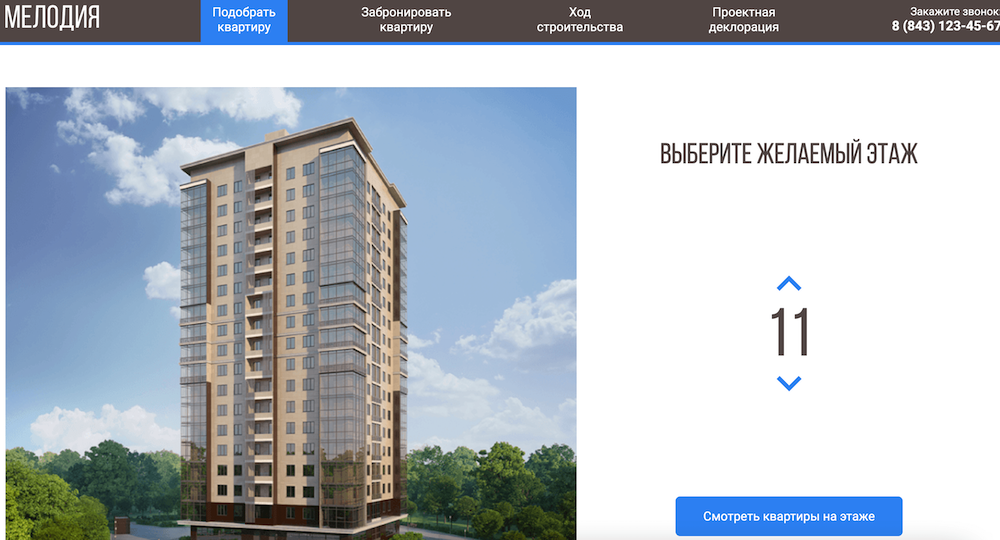 МЕЛОДИЯ
Подобрать
квартиру
Забронировать
квартиру
Ход
строительства
Проектная
декларация
Закажите звонок:
8 (843) 123-45-67
ВЫБЕРИТЕ ЖЕЛАЕМЫЙ ЭТАЖ
11
Смотреть квартиры на этаже